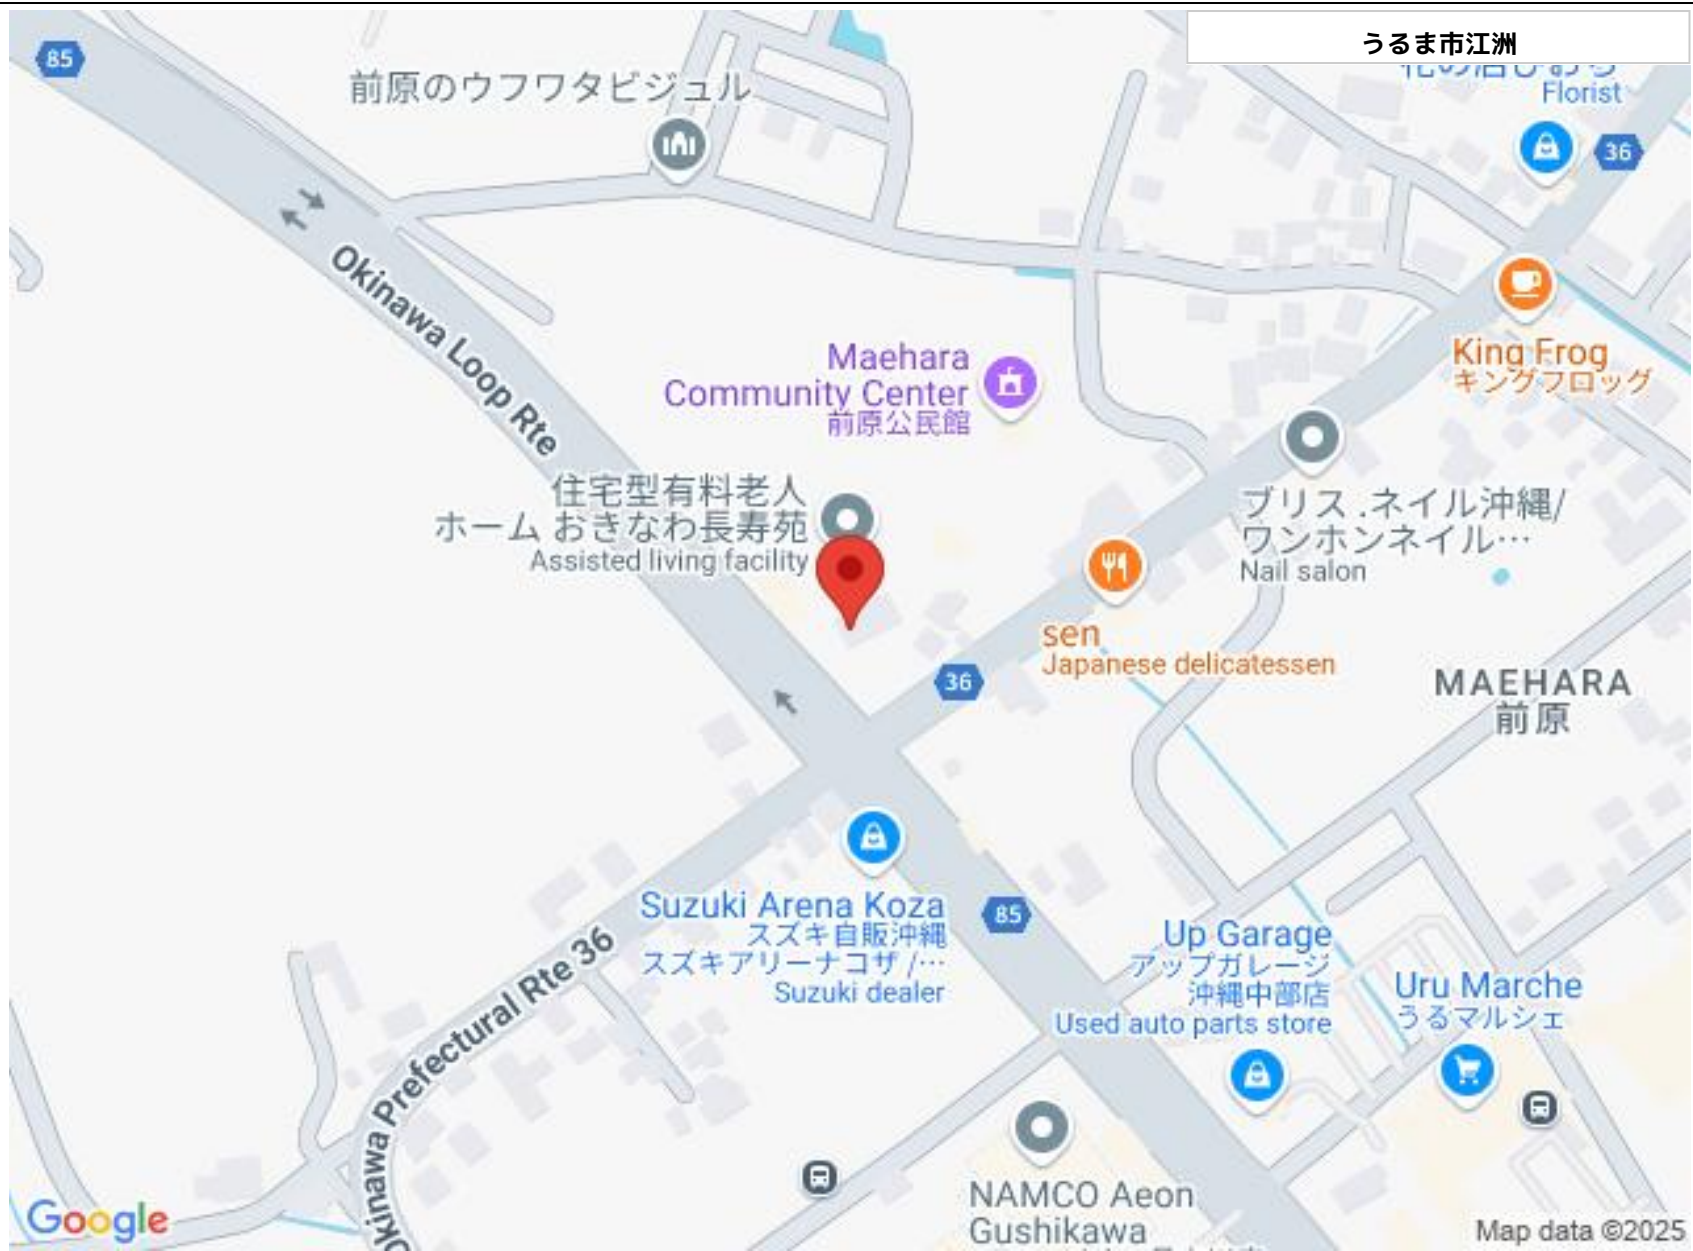 うるま市江洲
85
前原のウフワタビジュル
Florist
36
Okinawa Loop Rte
Maehara
Community Center
前原公民館
King Frog
キングフロッグ
住宅型有料老人
ホーム おきなわ長寿苑
Assisted living facility
ブリス .ネイル沖縄/
ワンホンネイル…
Nail salon
sen
Japanese delicatessen
36
MAEHARA
前原
Suzuki Arena Koza
スズキ自販沖縄
スズキアリーナコザ /…
Suzuki dealer
85
Up Garage
アップガレージ
沖縄中部店
Used auto parts store
Uru Marche
うるマルシェ
Okinawa Prefectural Rte 36
NAMCO Aeon
Gushikawa
Google
Map data ©2025